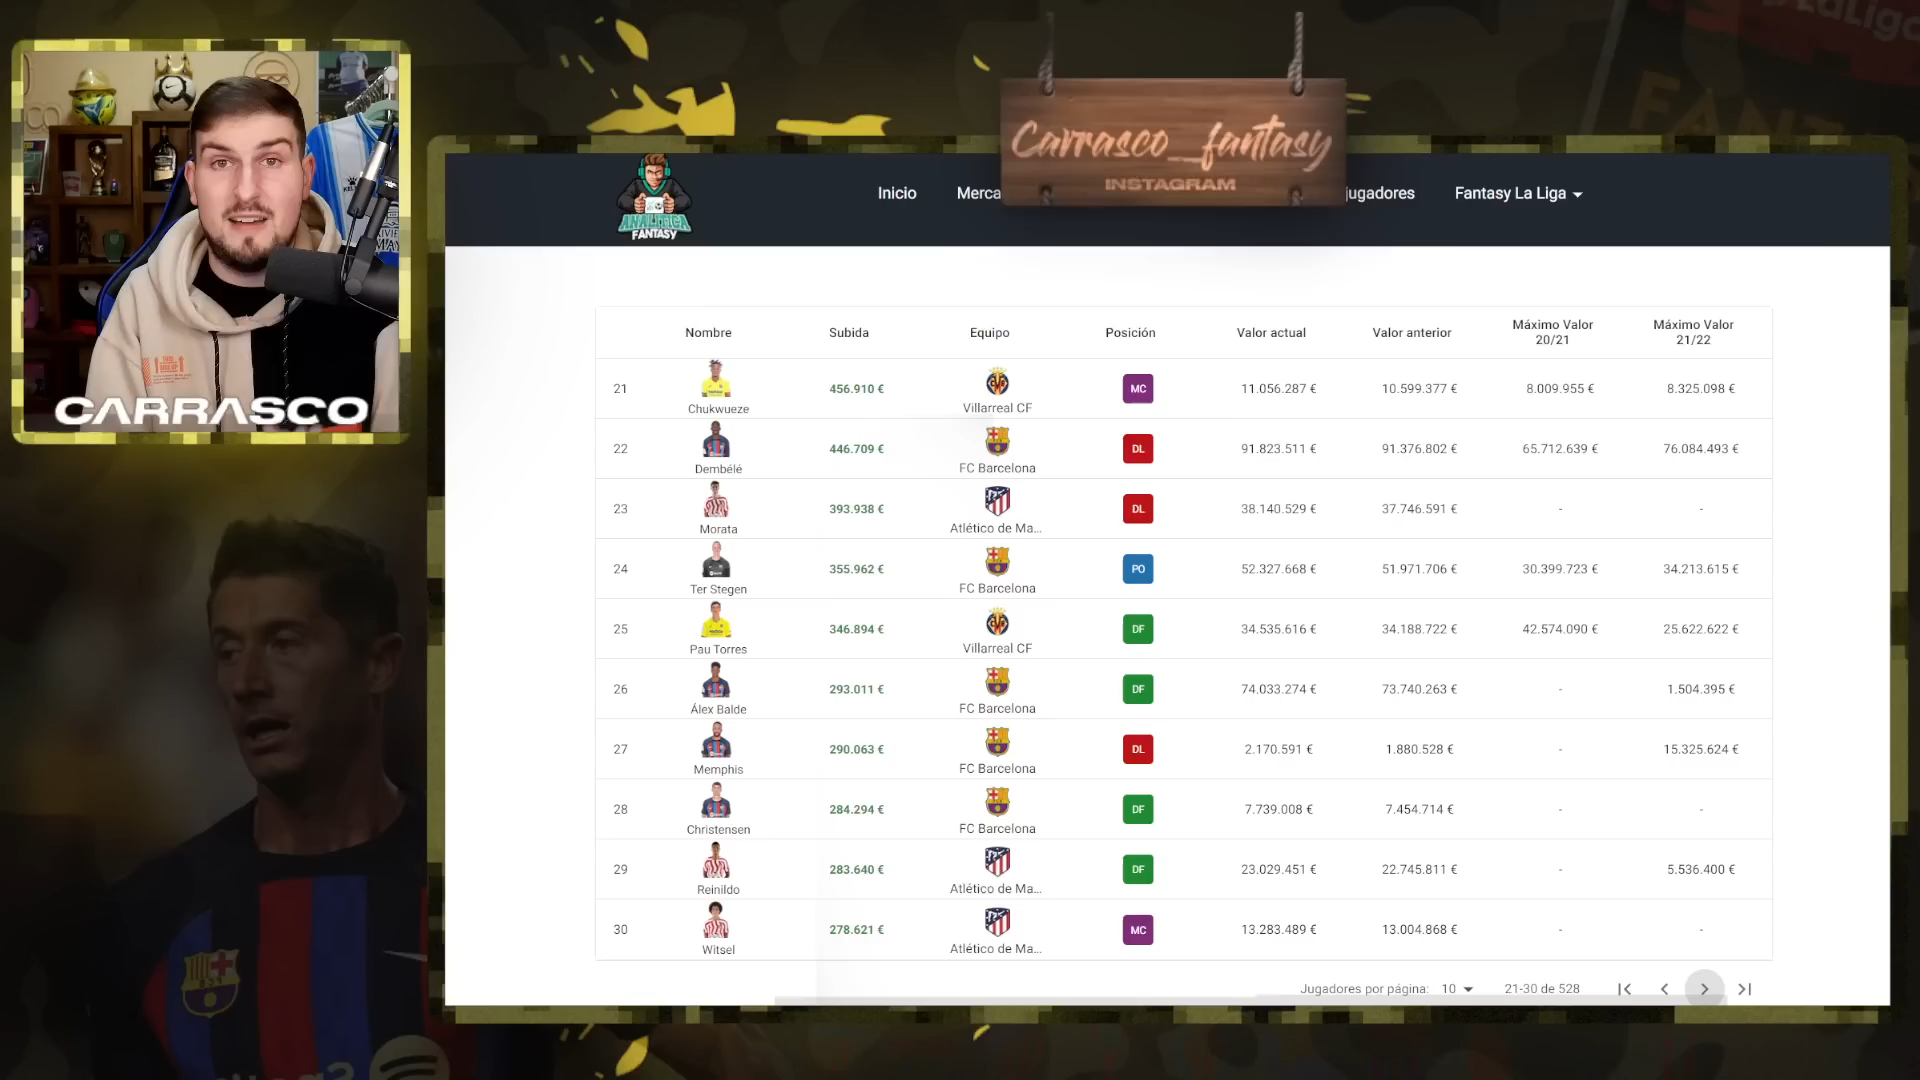 Carrasco_fantasy
INSTAGRAM
CARRASCO
ANALÍTICA
FANTASY
Inicio
Merca
jugadores
Fantasy La Liga
Nombre Subida Equipo Posición Valor actual Valor anterior Máximo Valor 20/21 Máximo Valor 21/22
21 Chukwueze 456.910 € Villarreal CF MC 11.056.287 € 10.599.377 € 8.009.955 € 8.325.098 €
22 Dembélé 446.709 € FC Barcelona DL 91.823.511 € 91.376.802 € 65.712.639 € 76.084.493 €
23 Morata 393.938 € Atlético de Ma... DL 38.140.529 € 37.746.591 € - -
24 Ter Stegen 355.962 € FC Barcelona PO 52.327.668 € 51.971.706 € 30.399.723 € 34.213.615 €
25 Pau Torres 346.894 € Villarreal CF DF 34.535.616 € 34.188.722 € 42.574.090 € 25.622.622 €
26 Álex Balde 293.011 € FC Barcelona DF 74.033.274 € 73.740.263 € - 1.504.395 €
27 Memphis 290.063 € FC Barcelona DL 2.170.591 € 1.880.528 € - 15.325.624 €
28 Christensen 284.294 € FC Barcelona DF 7.739.008 € 7.454.714 € - -
29 Reinildo 283.640 € Atlético de Ma... DF 23.029.451 € 22.745.811 € - 5.536.400 €
30 Witsel 278.621 € Atlético de Ma... MC 13.283.489 € 13.004.868 € - -
Jugadores por página: 10 21-30 de 528